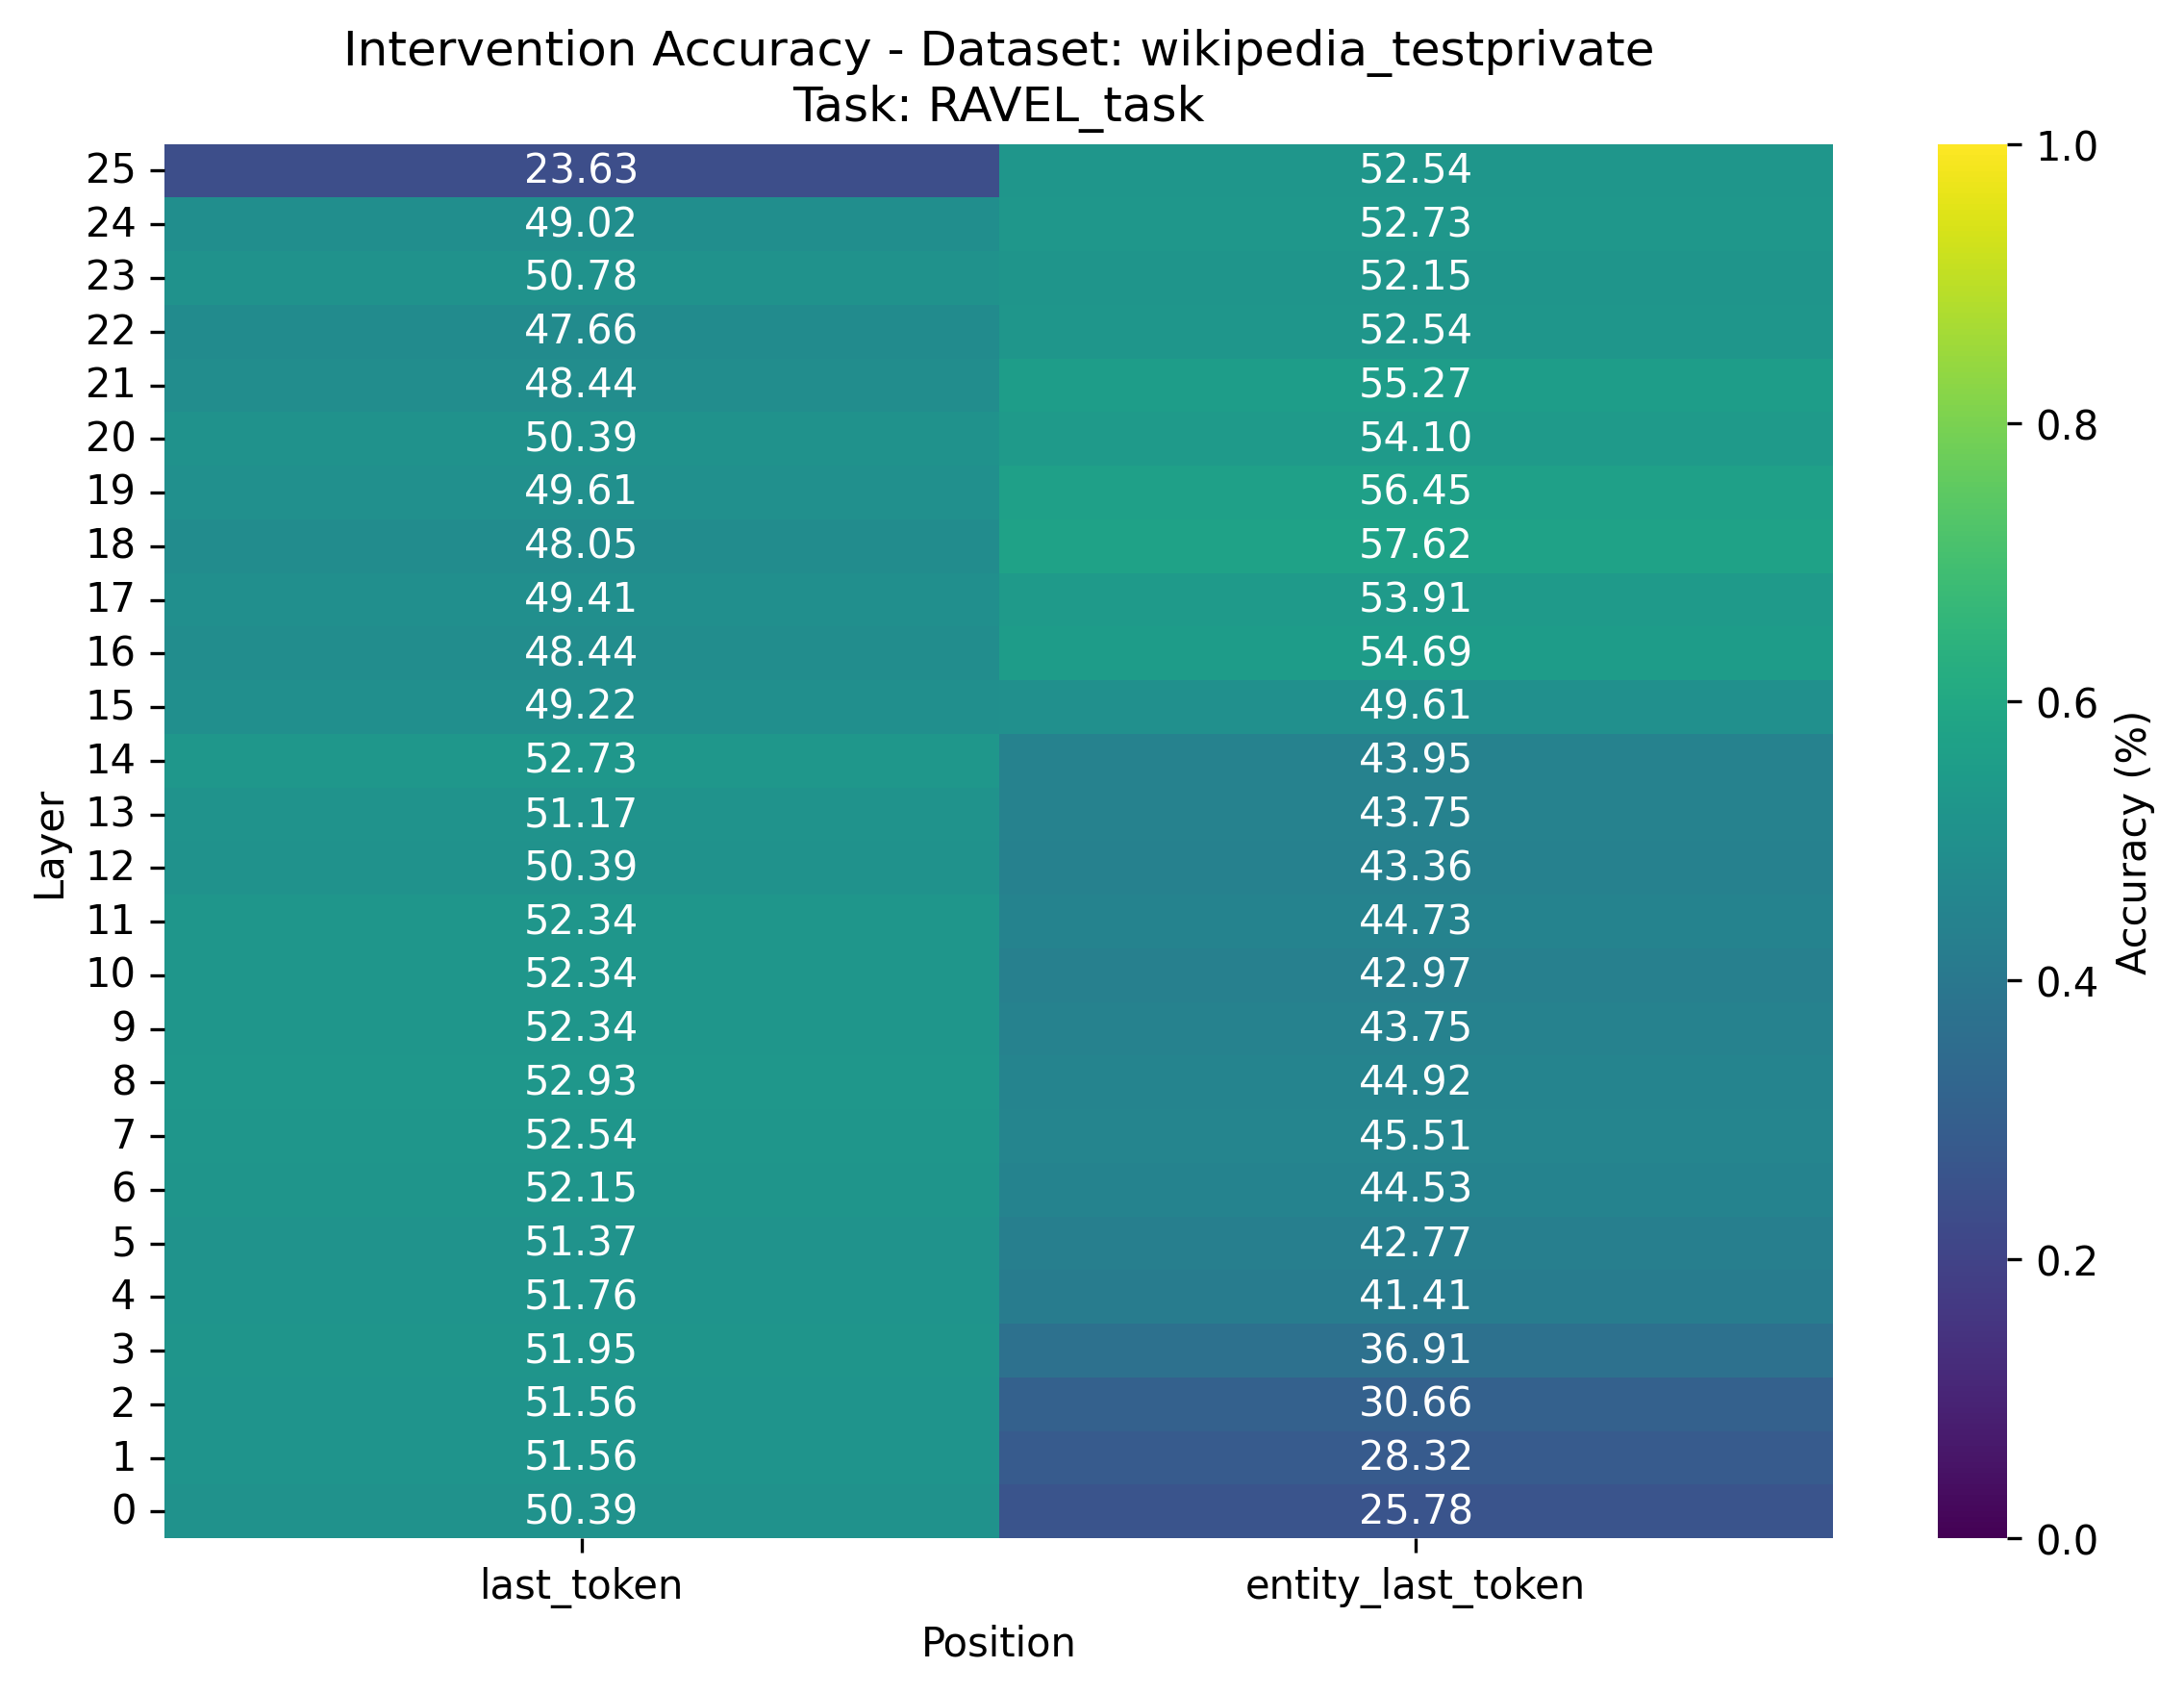 Intervention Accuracy - Dataset: wikipedia_testprivate
Task: RAVEL_task
25 23.63 52.54
24 49.02 52.73
23 50.78 52.15
22 47.66 52.54
21 48.44 55.27
20 50.39 54.10
19 49.61 56.45
18 48.05 57.62
17 49.41 53.91
16 48.44 54.69
15 49.22 49.61
14 52.73 43.95
13 51.17 43.75
12 50.39 43.36
11 52.34 44.73
10 52.34 42.97
9 52.34 43.75
8 52.93 44.92
7 52.54 45.51
6 52.15 44.53
5 51.37 42.77
4 51.76 41.41
3 51.95 36.91
2 51.56 30.66
1 51.56 28.32
0 50.39 25.78
Layer
last_token entity_last_token
Position
1.0
0.8
0.6
0.4
0.2
0.0
Accuracy (%)